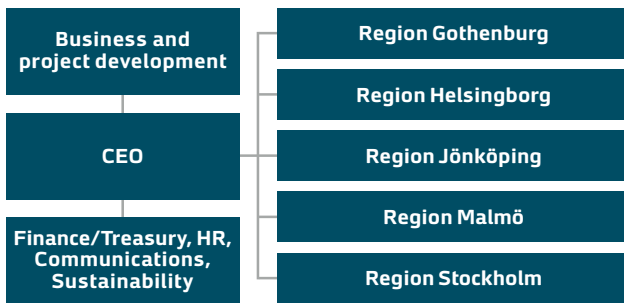 Business and
project development
CEO
Finance/Treasury, HR,
Communications,
Sustainability
Region Gothenburg
Region Helsingborg
Region Jönköping
Region Malmö
Region Stockholm